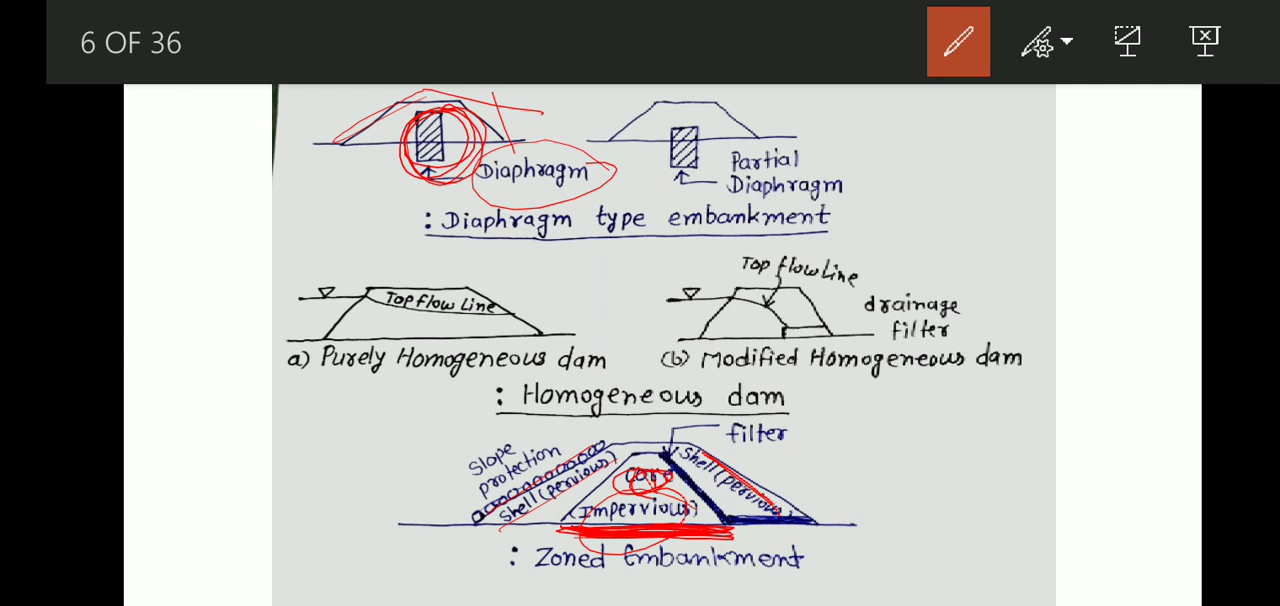 6 OF 36
Diaphragm
Partial
Diaphragm
: Diaphragm type embankment
Top flow Line
Top flow Line
drainage
filter
a) Purely Homogeneous dam
(b) Modified Homogeneous dam
: Homogeneous dam
filter
Slope
protection
Shell (pervious)
Core
(Impervious)
Shell (pervious)
: Zoned Embankment